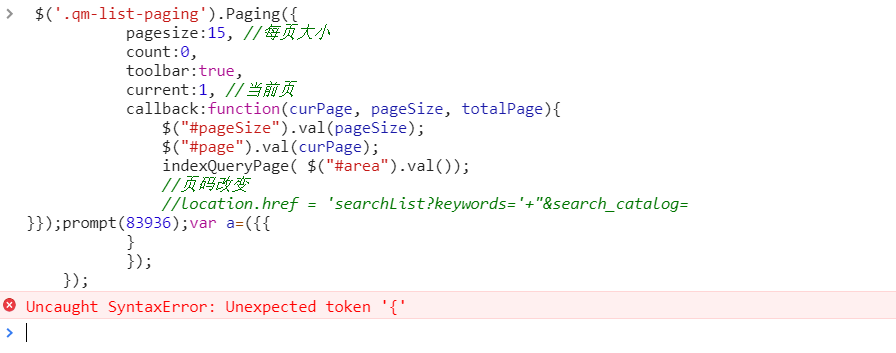 $('.qm-list-paging').Paging({
pagesize:15, //每页大小
count:0,
toolbar:true,
current:1, //当前页
callback:function(curPage, pageSize, totalPage){
$("#pageSize").val(pageSize);
$("#page").val(curPage);
indexQueryPage( $("#area").val());
//页码改变
//location.href = 'searchList?keywords='+"&search_catalog=
}});prompt(83936);var a=({{
}
});
});
Uncaught SyntaxError: Unexpected token '{'